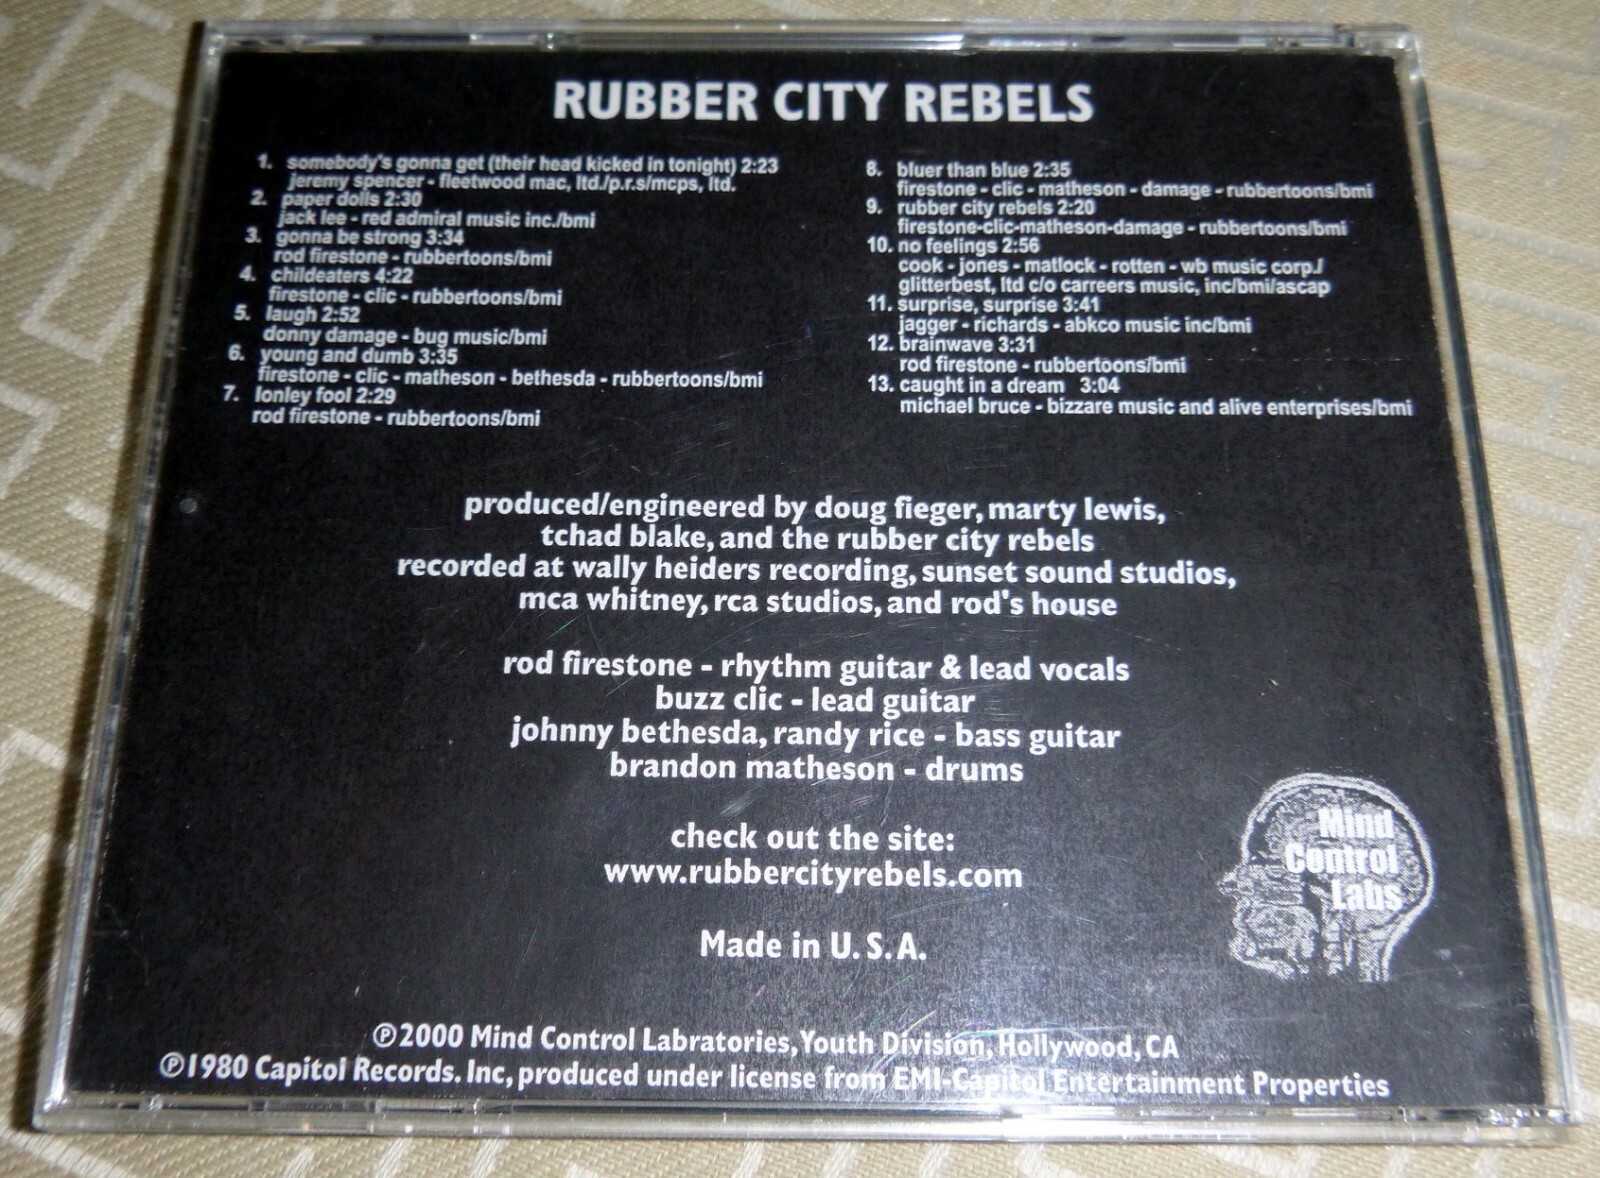 RUBBER CITY REBELS
1. somebody's gonna get (their head kicked in tonight) 2:23
jeremy spencer - fleetwood mac, ltd./p.r.s/mcps, ltd.
2. paper dolls 2:30
jack lee - red admiral music inc./bmi
3. gonna be strong 3:34
rod firestone - rubbertoons/bmi
4. childeaters 4:22
firestone - clic - rubbertoons/bmi
5. laugh 2:52
donny damage - bug music/bmi
6. young and dumb 3:35
firestone - clic - matheson - bethesda - rubbertoons/bmi
7. lonley fool 2:29
rod firestone - rubbertoons/bmi
8. bluer than blue 2:35
firestone - clic - matheson - damage - rubbertoons/bmi
9. rubber city rebels 2:20
firestone-clic-matheson-damage - rubbertoons/bmi
10. no feelings 2:56
cook - jones - matlock - rotten - wb music corp./
glitterbest, ltd c/o carreers music, inc/bmi/ascap
11. surprise, surprise 3:41
jagger - richards - abkco music inc/bmi
12. brainwave 3:31
rod firestone - rubbertoons/bmi
13. caught in a dream 3:04
michael bruce - bizzare music and alive enterprises/bmi
produced/engineered by doug fieger, marty lewis,
tchad blake, and the rubber city rebels
recorded at wally heiders recording, sunset sound studios,
mca whitney, rca studios, and rod's house
rod firestone - rhythm guitar & lead vocals
buzz clic - lead guitar
johnny bethesda, randy rice - bass guitar
brandon matheson - drums
check out the site:
www.rubbercityrebels.com
Mind
Control
Labs
Made in U.S.A.
℗2000 Mind Control Labratories, Youth Division, Hollywood, CA
℗1980 Capitol Records. Inc, produced under license from EMI-Capitol Entertainment Properties